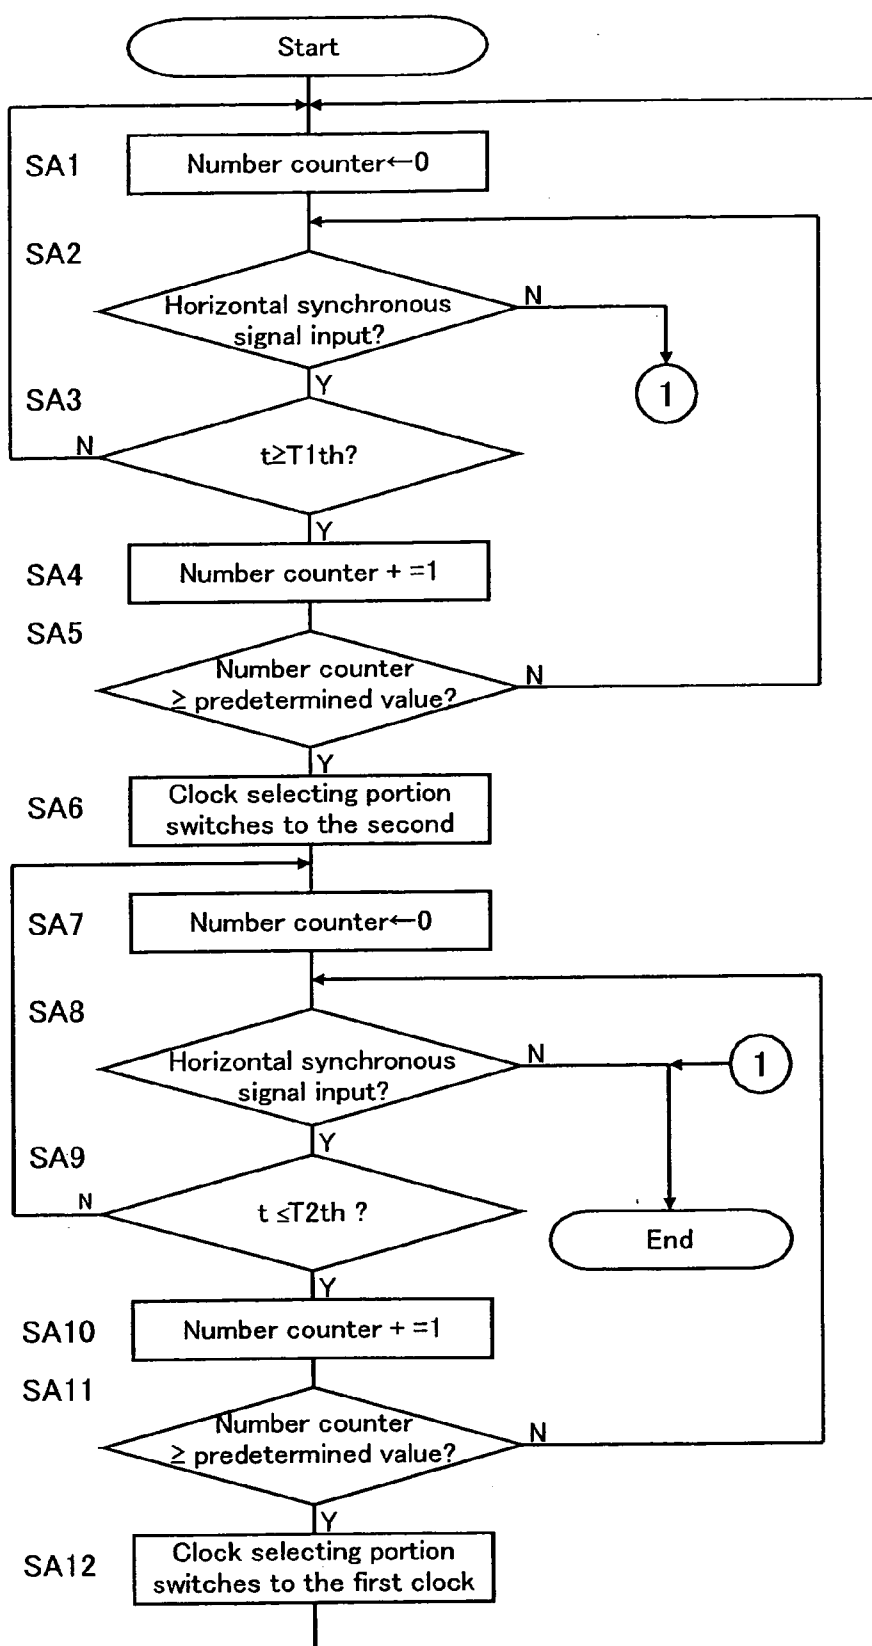 Start
SA1
Number counter←0
SA2
Horizontal synchronous
signal input?
N
1
Y
SA3
N
t≥T1th?
Y
SA4
Number counter + =1
SA5
Number counter
≥ predetermined value?
N
Y
SA6
Clock selecting portion
switches to the second
SA7
Number counter←0
SA8
Horizontal synchronous
signal input?
N
1
Y
SA9
N
t ≤T2th ?
End
Y
SA10
Number counter + =1
SA11
Number counter
≥ predetermined value?
N
Y
SA12
Clock selecting portion
switches to the first clock